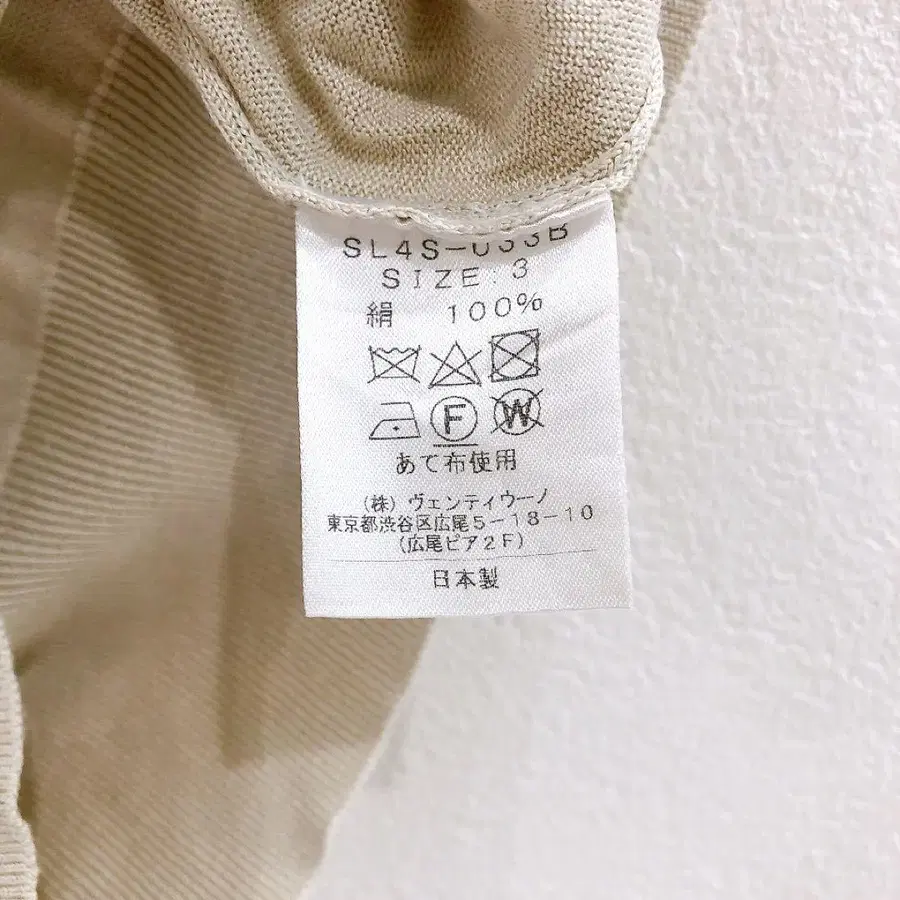 SL4S-033B
SIZE:3
絹 100%
F W
あて布使用
(株)ヴェンティウーノ
東京都渋谷区広尾5-18-10
(広尾ピア2F)
日本製